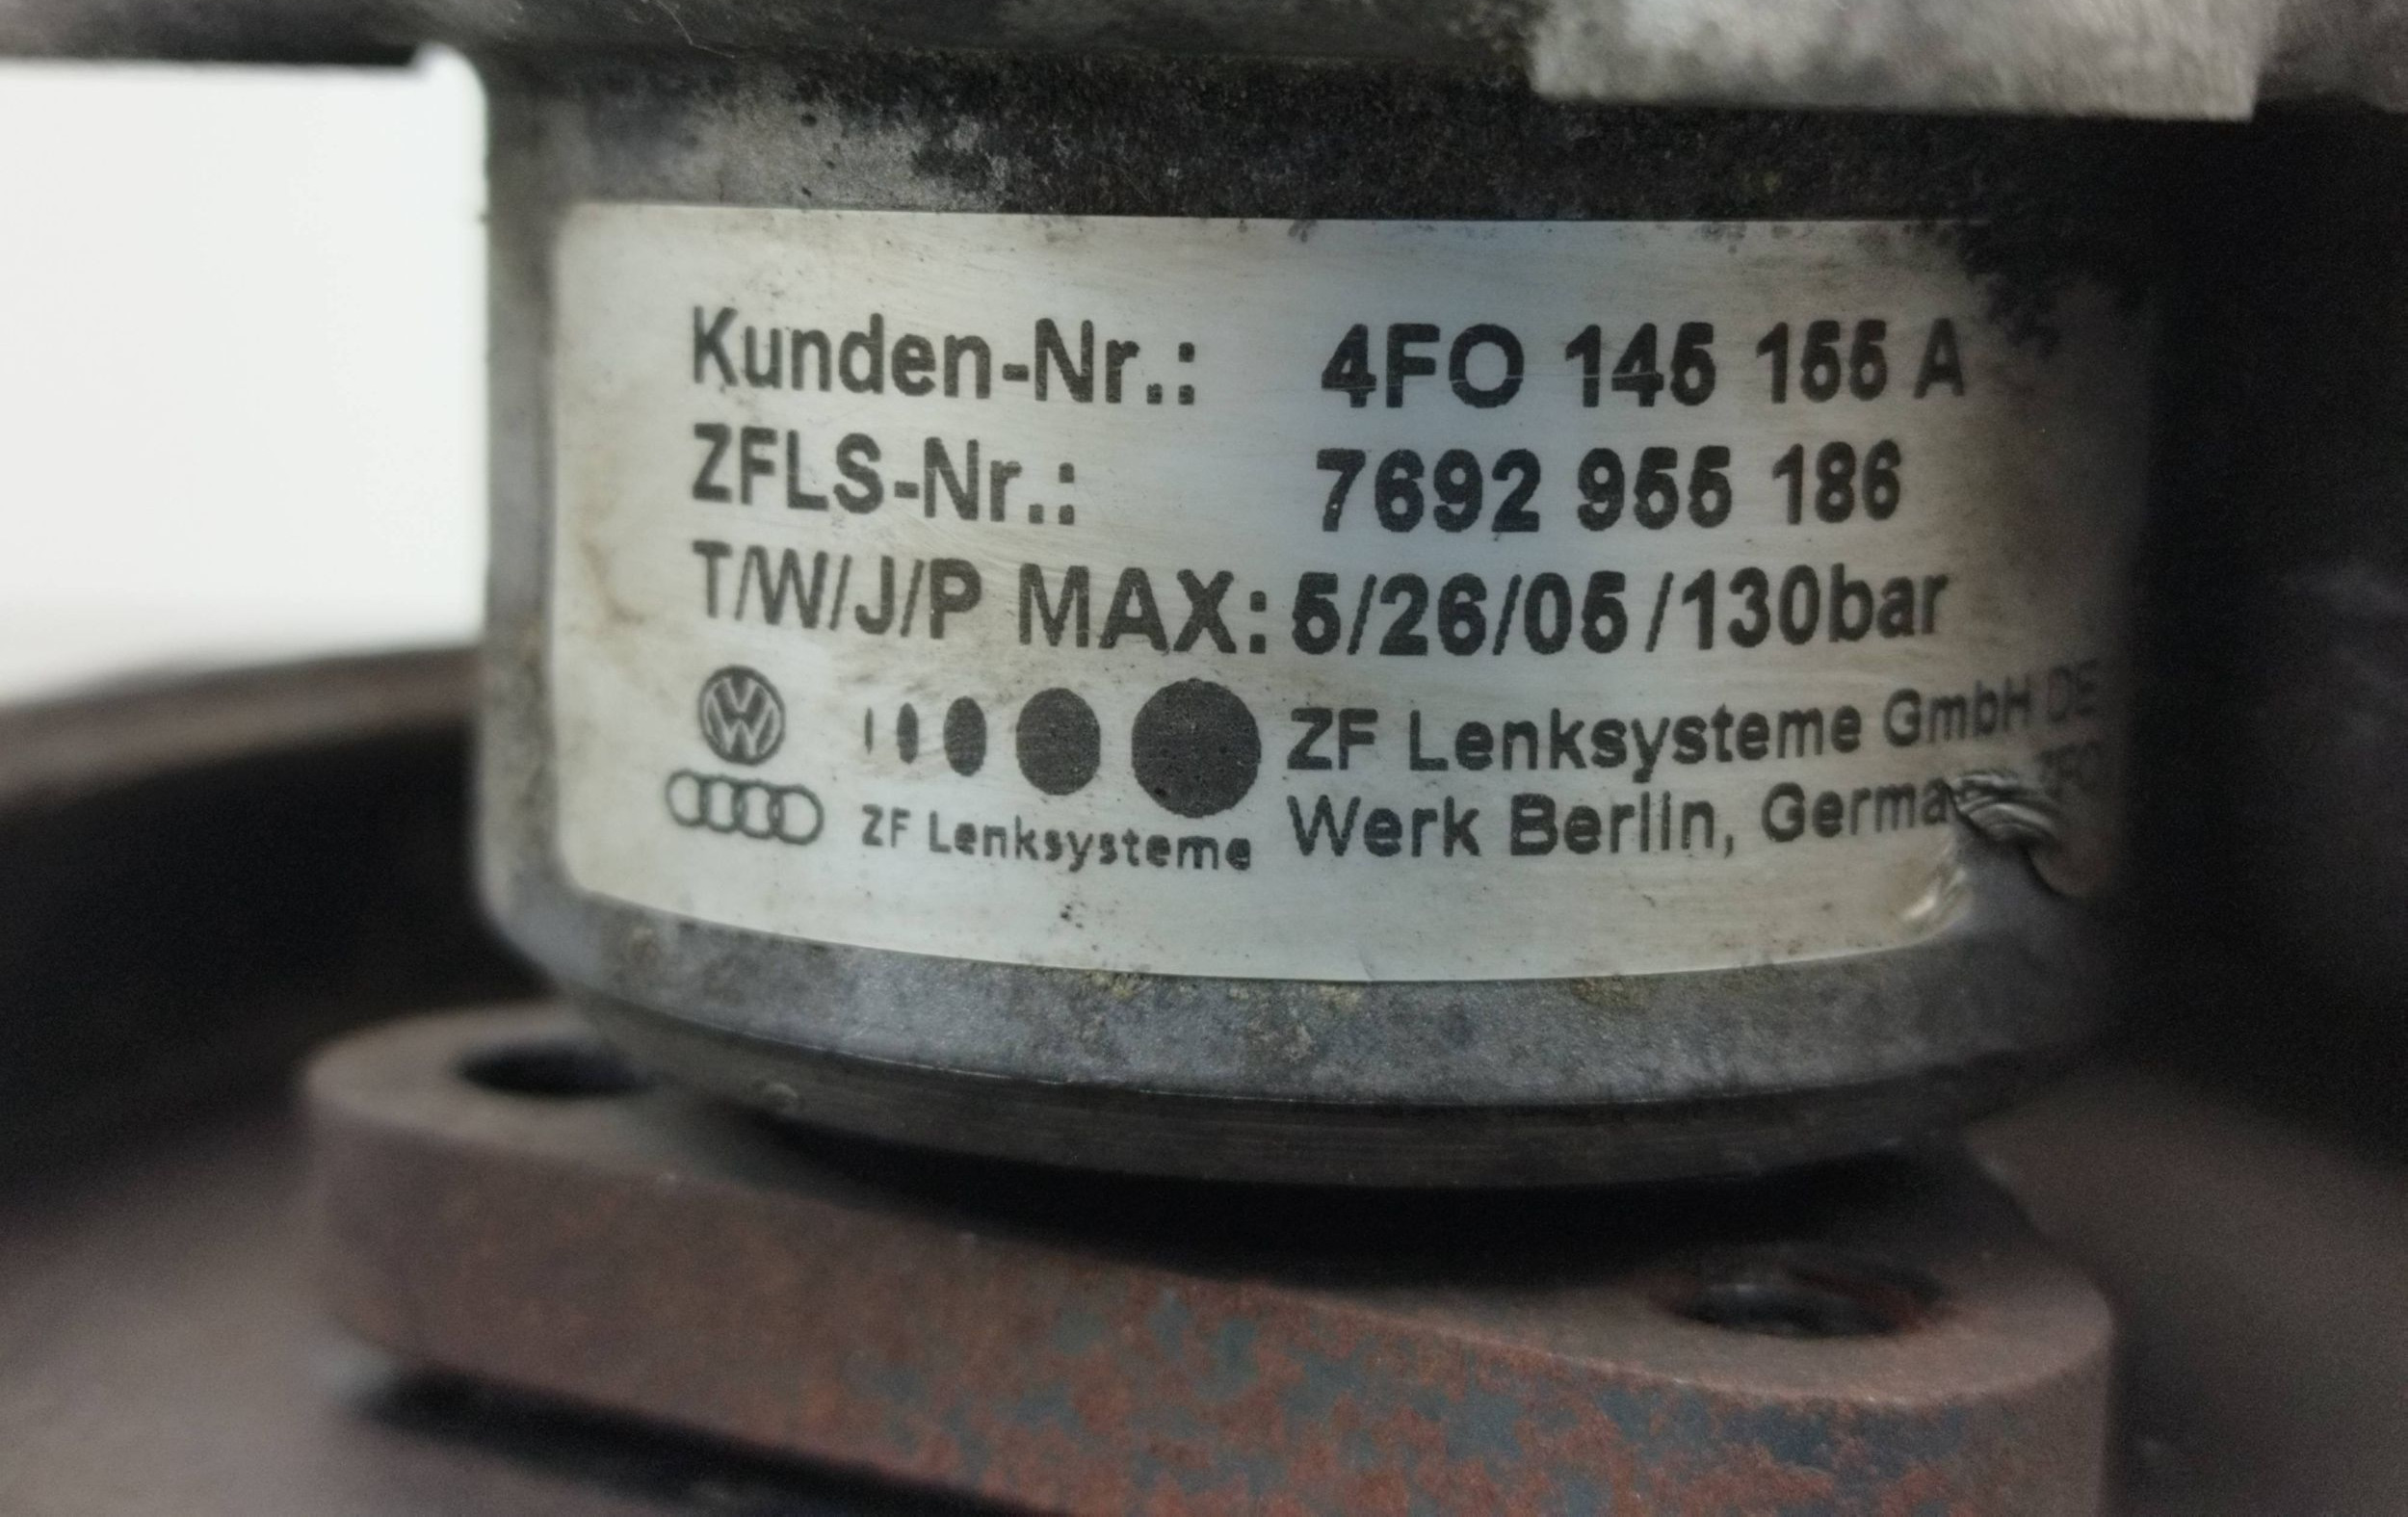 Kunden-Nr.: 4FO 145 155 A
ZFLS-Nr.: 7692 955 186
T/W/J/P MAX: 5/26/05/130bar
ZF Lenksysteme GmbH DE
ZF Lenksysteme
Werk Berlin,